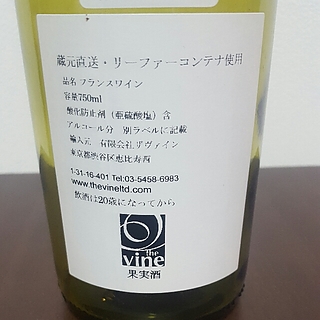 蔵元直送・リーファーコンテナ使用
品名 フランスワイン
容量750ml
酸化防止剤（亜硫酸塩）含
アルコール分 別ラベルに記載
輸入元 有限会社ザヴァイン
東京都渋谷区恵比寿西
1-31-16-401 Tel:03-5458-6983
www.thevineltd.com
飲酒は20歳になってから
the
vine
果実酒